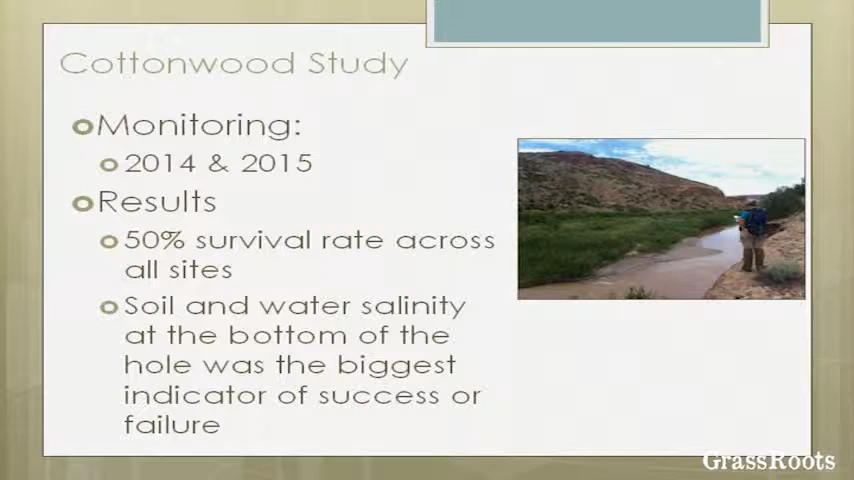 Cottonwood Study
Monitoring:
2014 & 2015
Results
50% survival rate across
all sites
Soil and water salinity
at the bottom of the
hole was the biggest
indicator of success or
failure
GrassRoots